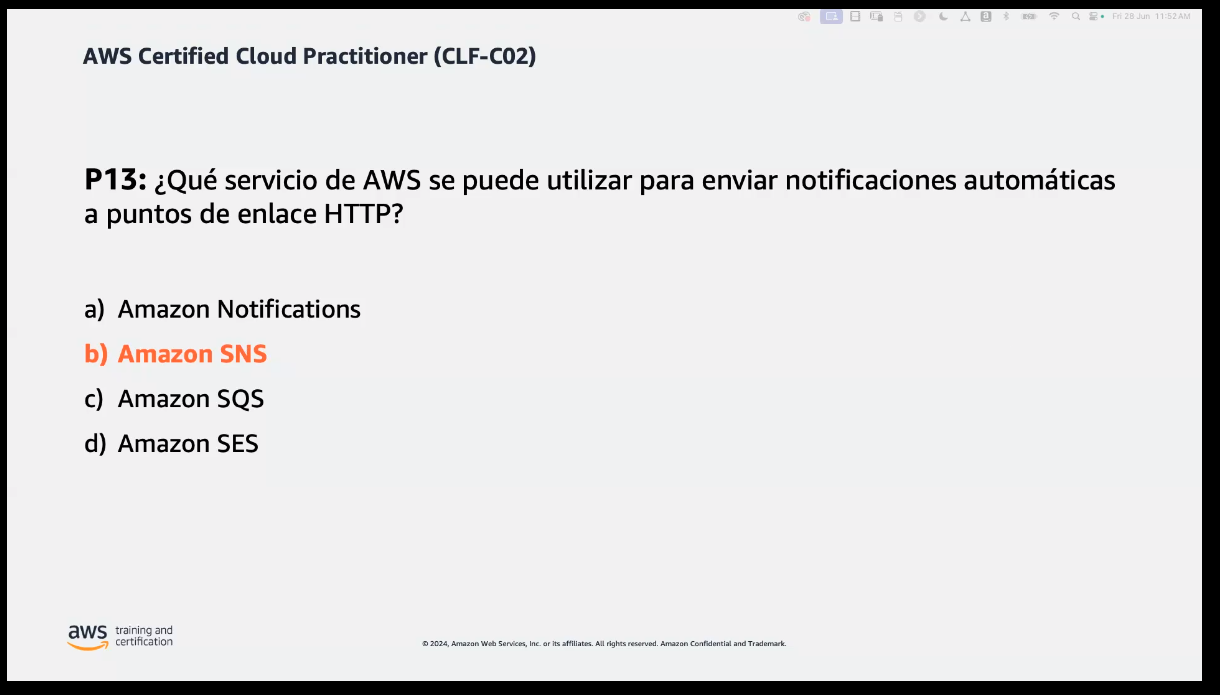 Fri 28 Jun 11:52 AM
AWS Certified Cloud Practitioner (CLF-C02)
P13: ¿Qué servicio de AWS se puede utilizar para enviar notificaciones automáticas
a puntos de enlace HTTP?
a) Amazon Notifications
b) Amazon SNS
c) Amazon SQS
d) Amazon SES
aws training and
certification
© 2024, Amazon Web Services, Inc. or its affiliates. All rights reserved. Amazon Confidential and Trademark.